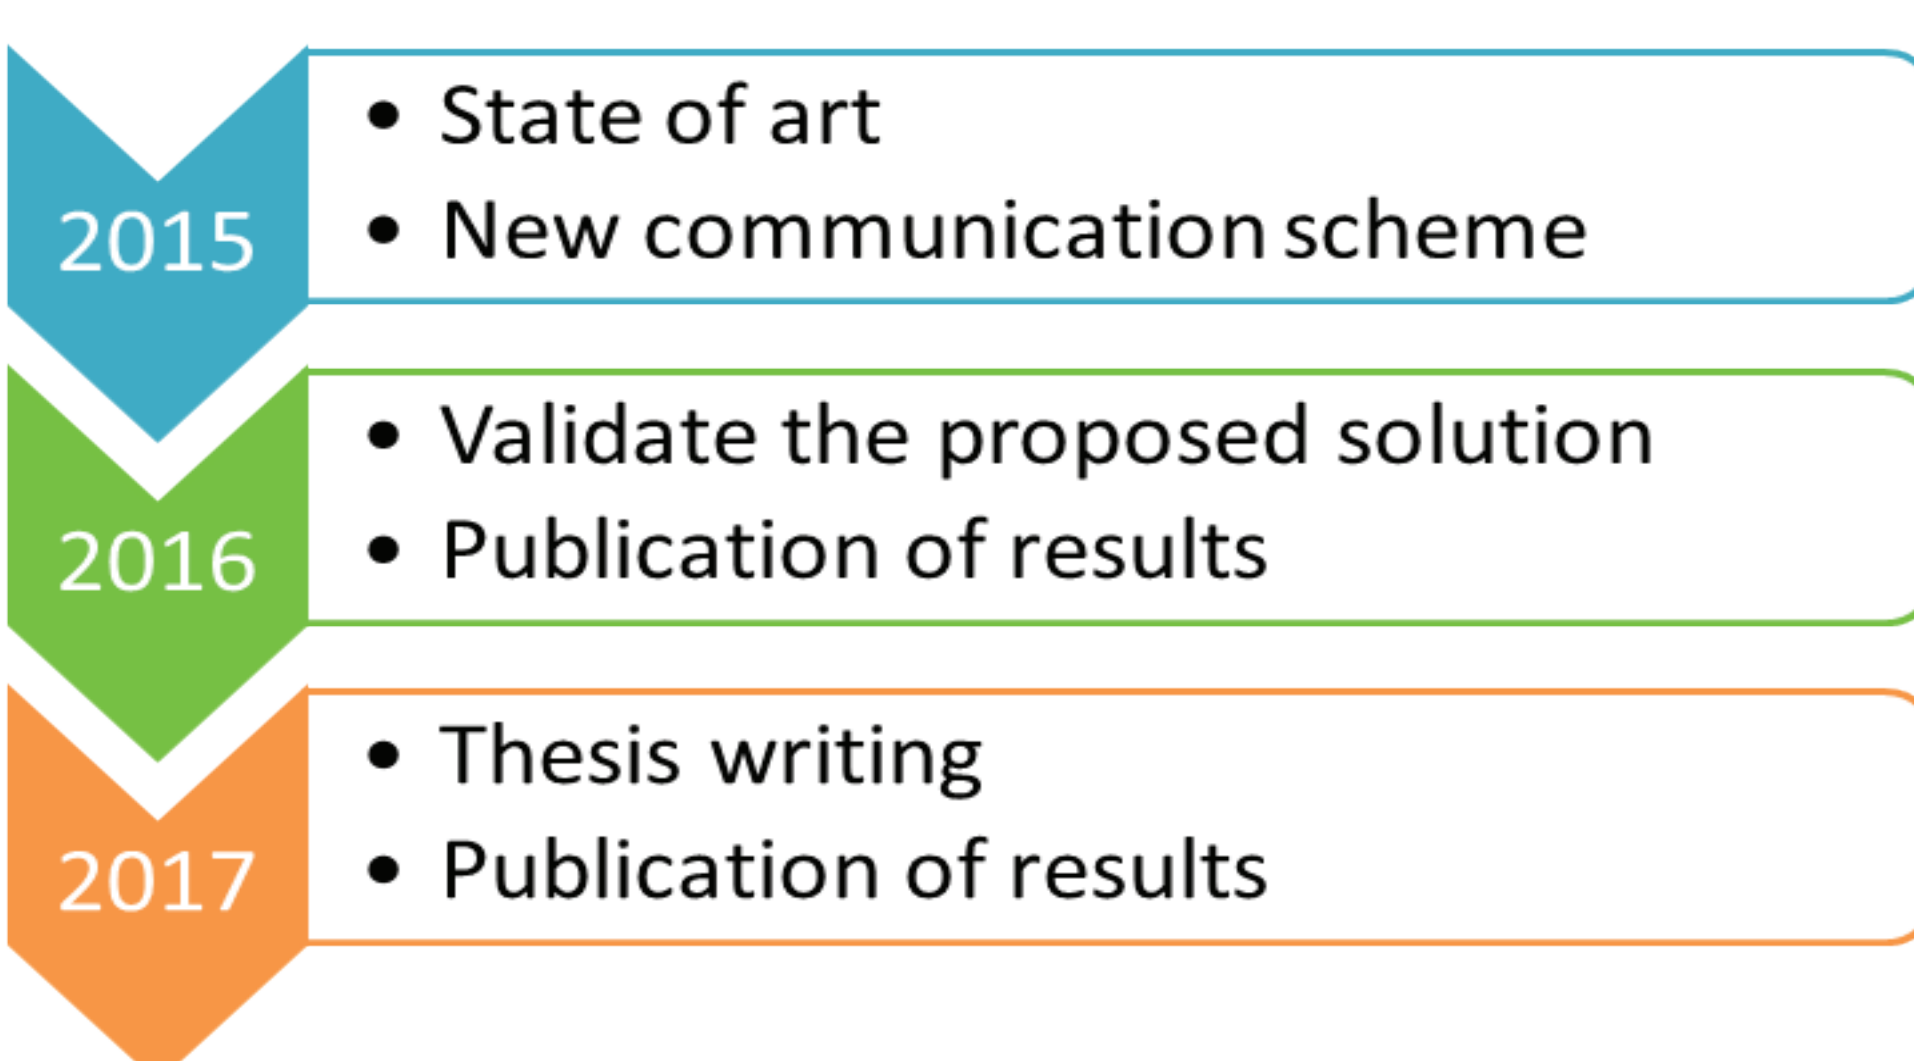 2015
• State of art
• New communication scheme
2016
• Validate the proposed solution
• Publication of results
2017
• Thesis writing
• Publication of results